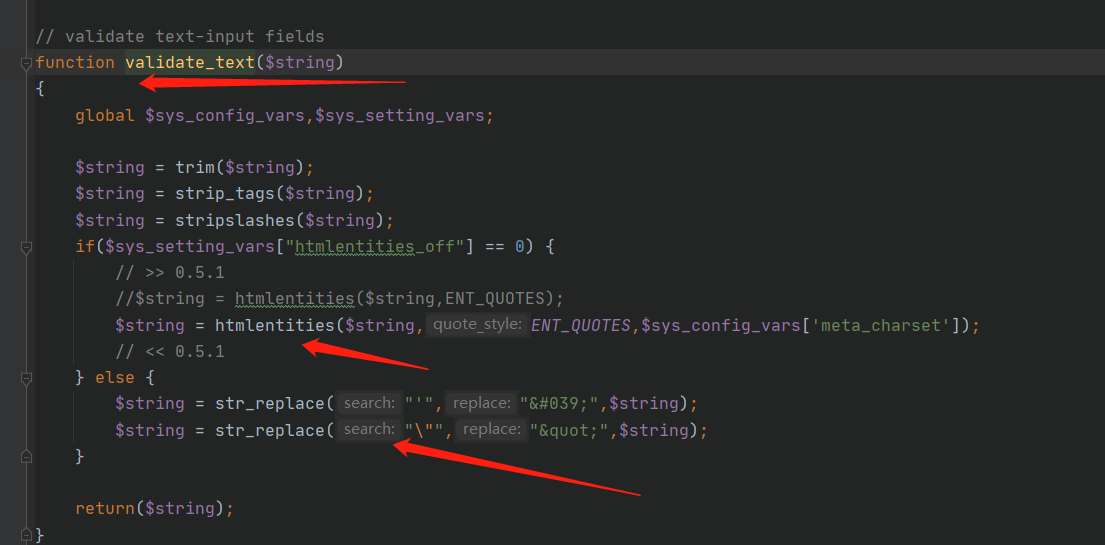 // validate text-input fields
function validate_text($string)
{
    global $sys_config_vars,$sys_setting_vars;
    $string = trim($string);
    $string = strip_tags($string);
    $string = stripslashes($string);
    if($sys_setting_vars["htmlentities_off"] == 0) {
        // >> 0.5.1
        //$string = htmlentities($string,ENT_QUOTES);
        $string = htmlentities($string, quote_style: ENT_QUOTES,$sys_config_vars['meta_charset']);
        // << 0.5.1
    } else {
        $string = str_replace( search: "'", replace: "&#039;",$string);
        $string = str_replace( search: "\"", replace: "&quot;",$string);
    }
    return($string);
}